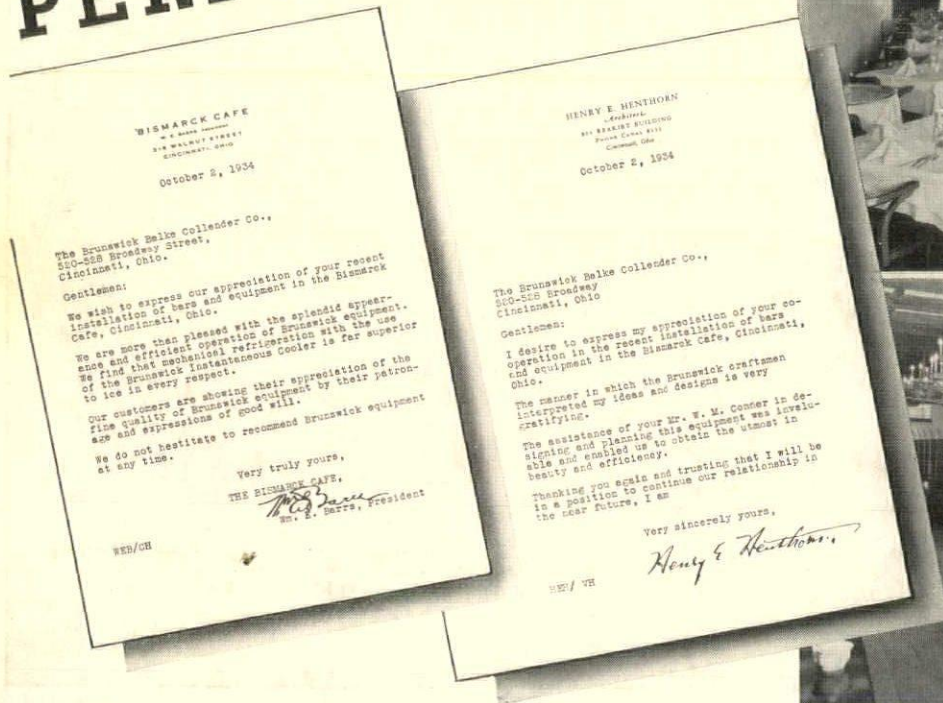 BISMARCK CAFE
CINCINNATI, OHIO
October 2, 1934
The Brunswick Balke Collender Co.,
520-528 Broadway Street,
Cincinnati, Ohio.
Gentlemen:
We wish to express our appreciation of your recent
installation of bars and equipment in the Bismarck
Cafe, Cincinnati, Ohio.
We are more than pleased with the splendid appear-
ance and efficient operation of Brunswick equipment.
We find that mechanical refrigeration with the use
of the Brunswick Instantaneous Cooler is far superior
to ice in every respect.
Our customers are showing their appreciation of the
fine quality of Brunswick equipment by their patron-
age and expressions of good will.
We do not hestitate to recommend Brunswick equipment
at any time.
Very truly yours,
THE BISMARCK CAFE,
Wm. E. Barrs, President
WEB/CH
HENRY E. HENTHORN
Architect
BUILDING
Cincinnati, Ohio
October 2, 1934
The Brunswick Balke Collender Co.,
520-528 Broadway
Cincinnati, Ohio
Gentlemen:
I desire to express my appreciation of your co-
operation in the recent installation of bars
and equipment in the Bismarck Cafe, Cincinnati,
Ohio.
The manner in which the Brunswick craftsmen
interpreted my ideas and designs is very
gratifying.
The assistance of your Mr. W. M. Conner in de-
signing and planning this equipment was invalu-
able and enabled us to obtain the utmost in
beauty and efficiency.
Thanking you again and trusting that I will be
in a position to continue our relationship in
the near future, I am
Very sincerely yours,
Henry E Henthorn.
HEH/ VH